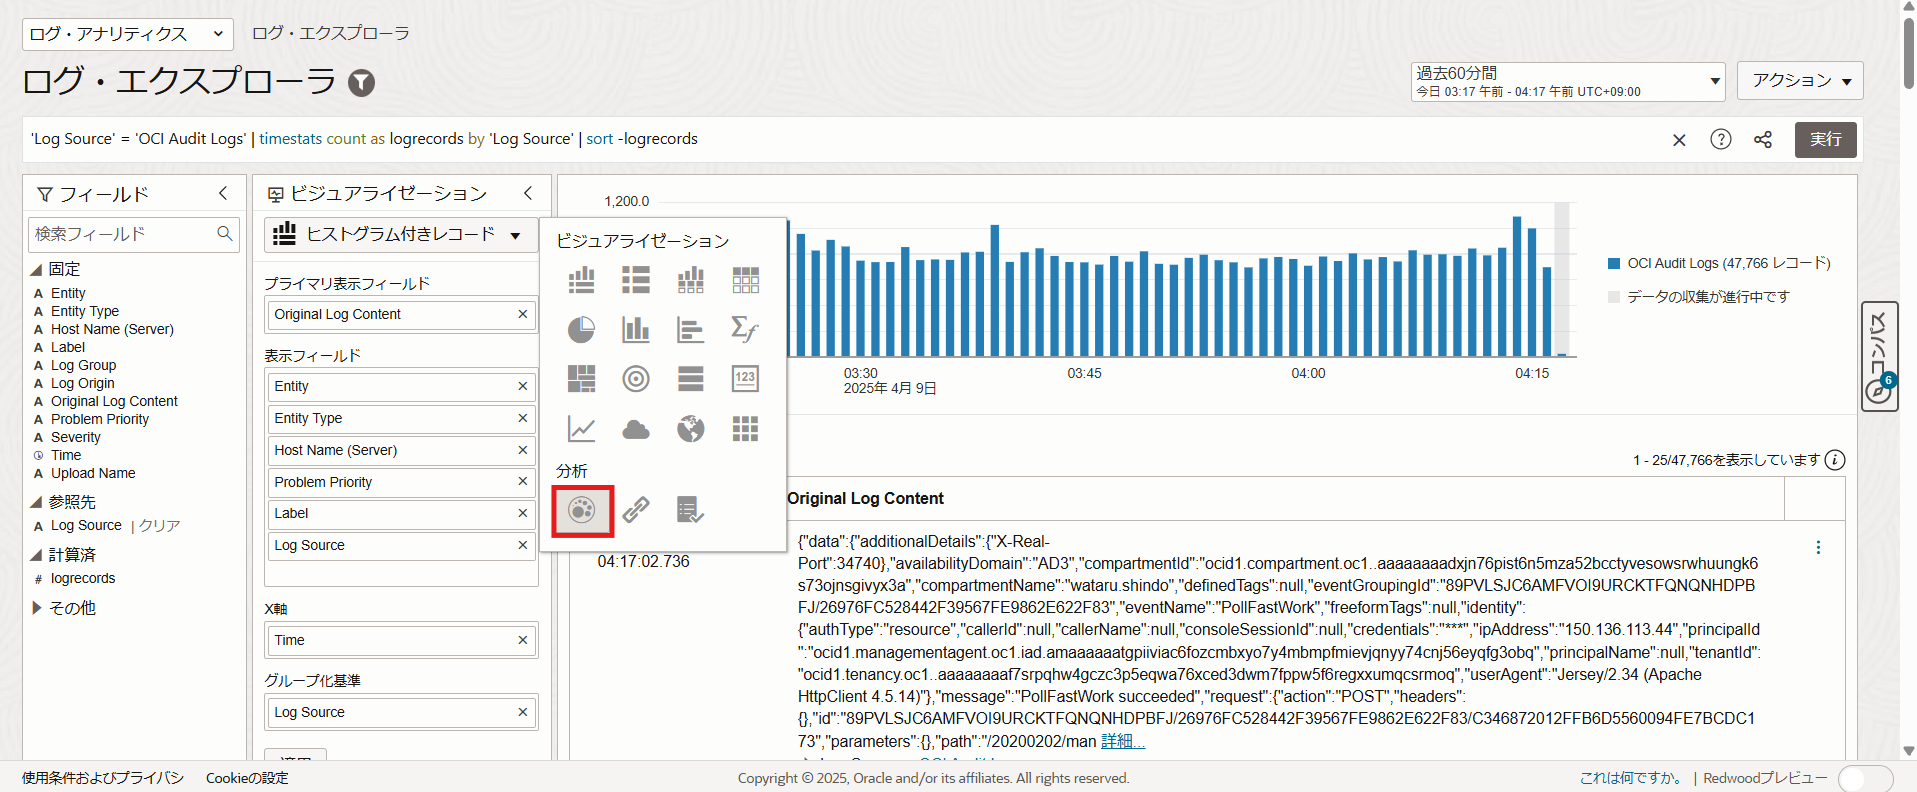 ログ・アナリティクス
ログ・エクスプローラ
ログ・エクスプローラ
過去60分間
今日 03:17 午前 - 04:17 午前 UTC+09:00
アクション
'Log Source' = 'OCI Audit Logs' | timestats count as logrecords by 'Log Source' | sort -logrecords
実行
フィールド
検索フィールド
固定
A Entity
A Entity Type
A Host Name (Server)
A Label
A Log Group
A Log Origin
A Original Log Content
A Problem Priority
A Severity
Time
A Upload Name
参照先
A Log Source | クリア
計算済
# logrecords
その他
ビジュアライゼーション
ヒストグラム付きレコード
プライマリ表示フィールド
Original Log Content
表示フィールド
Entity
Entity Type
Host Name (Server)
Problem Priority
Label
Log Source
X軸
Time
グループ化基準
Log Source
ビジュアライゼーション
123
分析
1,200.0
03:30
2025年 4月 9日
03:45
04:00
04:15
OCI Audit Logs (47,766 レコード)
データの収集が進行中です
コンパス
6
1 - 25/47,766を表示しています
Original Log Content
04:17:02.736
{"data":{"additionalDetails":{"X-Real-
Port":34740},"availabilityDomain":"AD3","compartmentId":"ocid1.compartment.oc1..aaaaaaaadxjn76pist6n5mza52bcctyvesowsrwhuungk6
s73ojnsgivyx3a","compartmentName":"wataru.shindo","definedTags":null,"eventGroupingId":"89PVLSJC6AMFVOI9URCKTFQNQNHDPB
FJ/26976FC528442F39567FE9862E622F83","eventName":"PollFastWork","freeformTags":null,"identity":
{"authType":"resource","callerId":null,"callerName":null,"consoleSessionId":null,"credentials":"***","ipAddress":"150.136.113.44","principalId
":"ocid1.managementagent.oc1.iad.amaaaaaatgpiiviac6fozcmbxyo7y4mbmpfmievjqnyy74cnj56eyqfg3obq","principalName":null,"tenantId":
"ocid1.tenancy.oc1..aaaaaaaaf7srpqhw4gczc3p5eqwa76xced3dwm7fppw5f6regxxumqcsrmoq","userAgent":"Jersey/2.34 (Apache
HttpClient 4.5.14)"},"message":"PollFastWork succeeded","request":{"action":"POST","headers":
{},"id":"89PVLSJC6AMFVOI9URCKTFQNQNHDPBFJ/26976FC528442F39567FE9862E622F83/C346872012FFB6D5560094FE7BCDC1
73","parameters":{},"path":"/20200202/man 詳細...
使用条件およびプライバシ
Cookieの設定
Copyright © 2025, Oracle and/or its affiliates. All rights reserved.
これは何ですか。 | Redwoodプレビュー